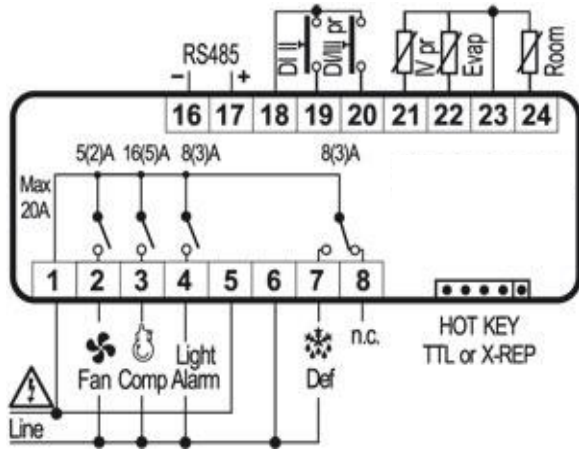 RS485
− +
DI II
DI/III pr
IV pr
Evap
Room
16 17 18 19 20 21 22 23 24
5(2)A 16(5)A 8(3)A 8(3)A
Max
20A
1 2 3 4 5 6 7 8
Fan Comp Light
Alarm
Def
n.c.
HOT KEY
TTL or X-REP
Line